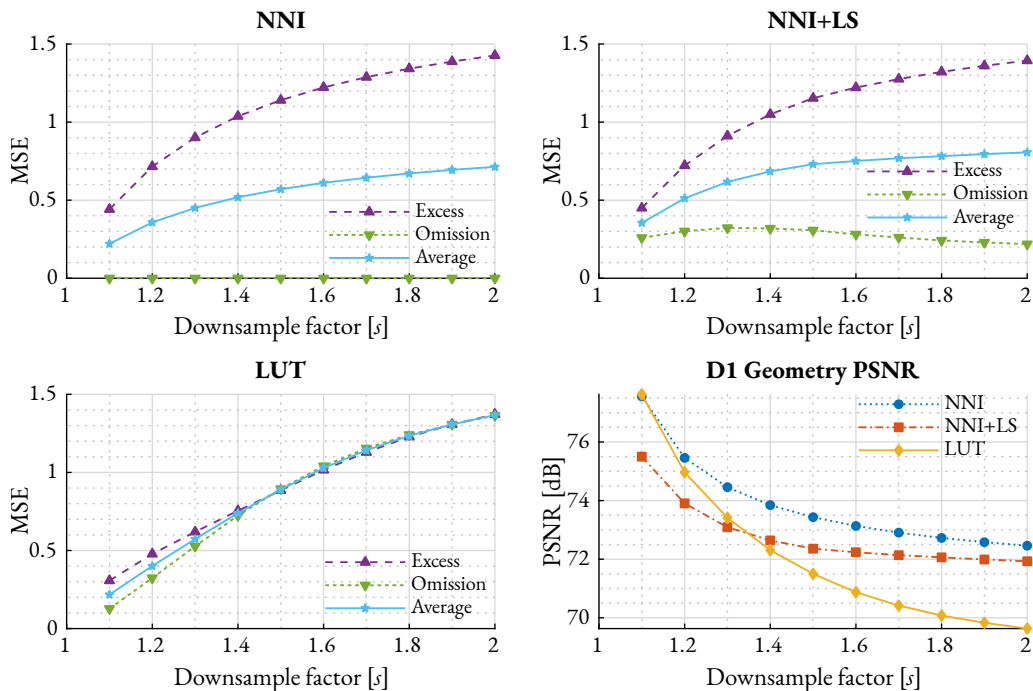 NNI
1.5
1
0.5
0
MSE
Excess
Omission
Average
1 1.2 1.4 1.6 1.8 2
Downsample factor [s]
NNI+LS
1.5
1
0.5
0
MSE
Excess
Omission
Average
1 1.2 1.4 1.6 1.8 2
Downsample factor [s]
LUT
1.5
1
0.5
0
MSE
Excess
Omission
Average
1 1.2 1.4 1.6 1.8 2
Downsample factor [s]
D1 Geometry PSNR
76
74
72
70
PSNR [dB]
NNI
NNI+LS
LUT
1 1.2 1.4 1.6 1.8 2
Downsample factor [s]